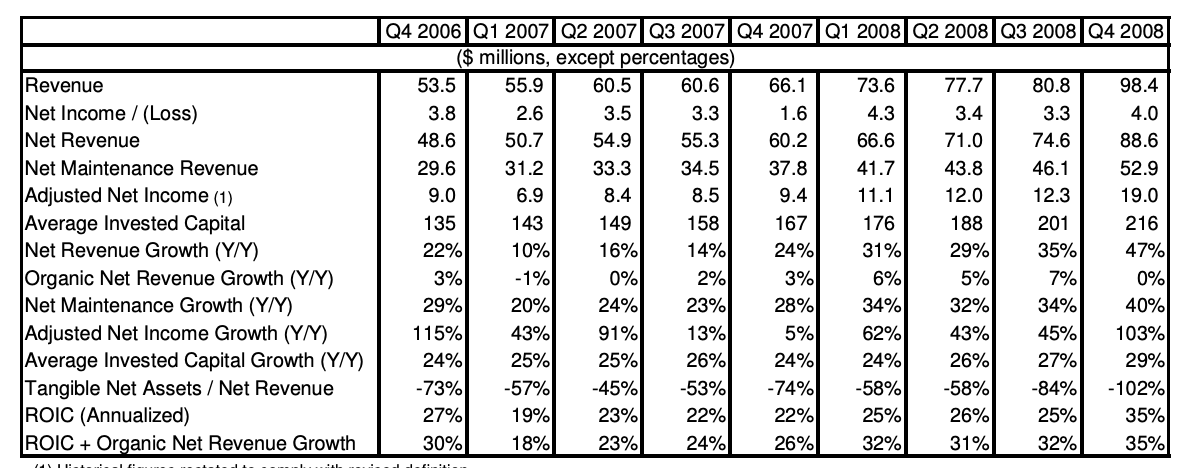 Q4 2006 Q1 2007 Q2 2007 Q3 2007 Q4 2007 Q1 2008 Q2 2008 Q3 2008 Q4 2008
($ millions, except percentages)
Revenue 53.5 55.9 60.5 60.6 66.1 73.6 77.7 80.8 98.4
Net Income / (Loss) 3.8 2.6 3.5 3.3 1.6 4.3 3.4 3.3 4.0
Net Revenue 48.6 50.7 54.9 55.3 60.2 66.6 71.0 74.6 88.6
Net Maintenance Revenue 29.6 31.2 33.3 34.5 37.8 41.7 43.8 46.1 52.9
Adjusted Net Income (1) 9.0 6.9 8.4 8.5 9.4 11.1 12.0 12.3 19.0
Average Invested Capital 135 143 149 158 167 176 188 201 216
Net Revenue Growth (Y/Y) 22% 10% 16% 14% 24% 31% 29% 35% 47%
Organic Net Revenue Growth (Y/Y) 3% -1% 0% 2% 3% 6% 5% 7% 0%
Net Maintenance Growth (Y/Y) 29% 20% 24% 23% 28% 34% 32% 34% 40%
Adjusted Net Income Growth (Y/Y) 115% 43% 91% 13% 5% 62% 43% 45% 103%
Average Invested Capital Growth (Y/Y) 24% 25% 25% 26% 24% 24% 26% 27% 29%
Tangible Net Assets / Net Revenue -73% -57% -45% -53% -74% -58% -58% -84% -102%
ROIC (Annualized) 27% 19% 23% 22% 22% 25% 26% 25% 35%
ROIC + Organic Net Revenue Growth 30% 18% 23% 24% 26% 32% 31% 32% 35%
(1) Historical figures restated to comply with revised definition